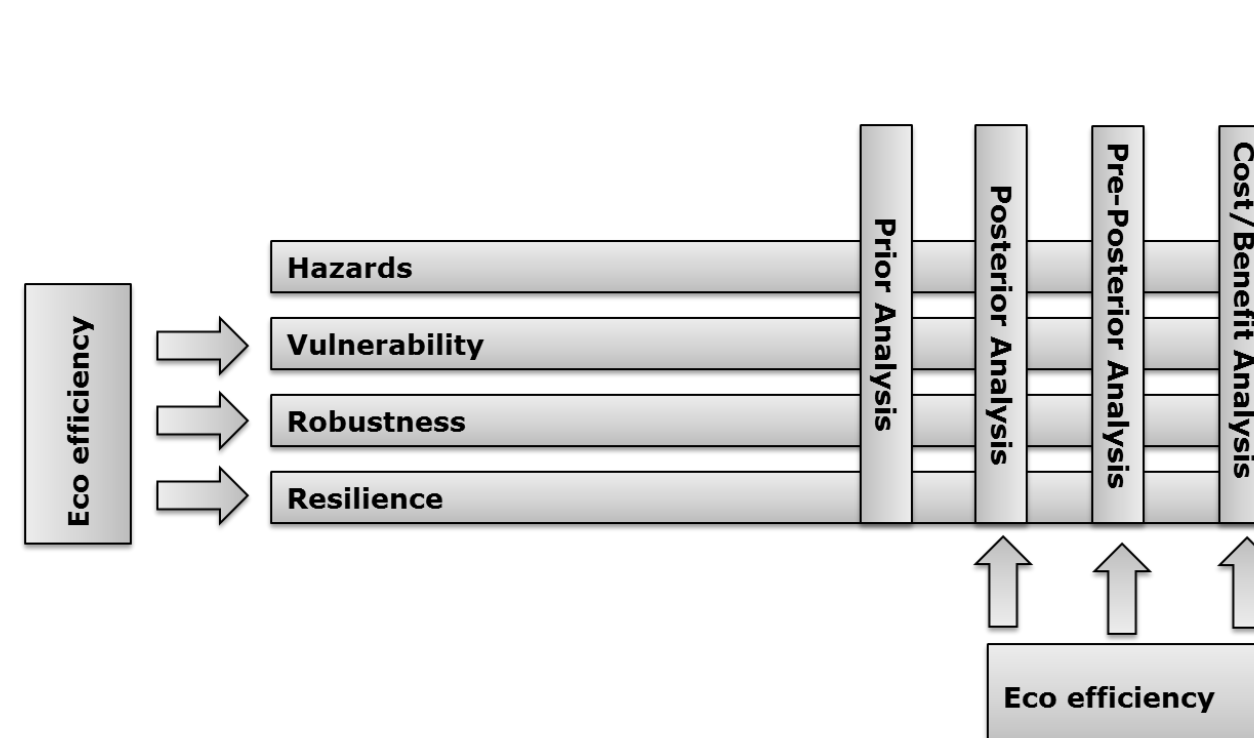 Eco efficiency
Hazards
Vulnerability
Robustness
Resilience
Prior Analysis
Posterior Analysis
Pre-Posterior Analysis
Cost/Benefit Analysis
Eco efficiency